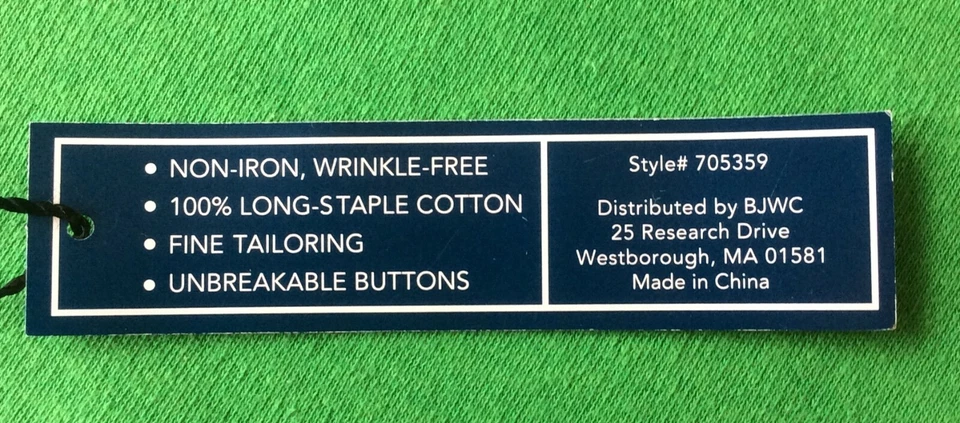 • NON-IRON, WRINKLE-FREE
• 100% LONG-STAPLE COTTON
• FINE TAILORING
• UNBREAKABLE BUTTONS
Style# 705359
Distributed by BJWC
25 Research Drive
Westborough, MA 01581
Made in China